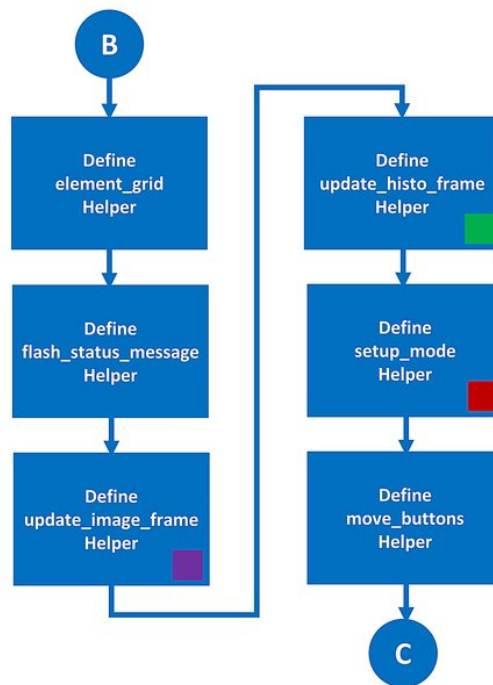 B
Define
element_grid
Helper
Define
flash_status_message
Helper
Define
update_image_frame
Helper
Define
update_histo_frame
Helper
Define
setup_mode
Helper
Define
move_buttons
Helper
C